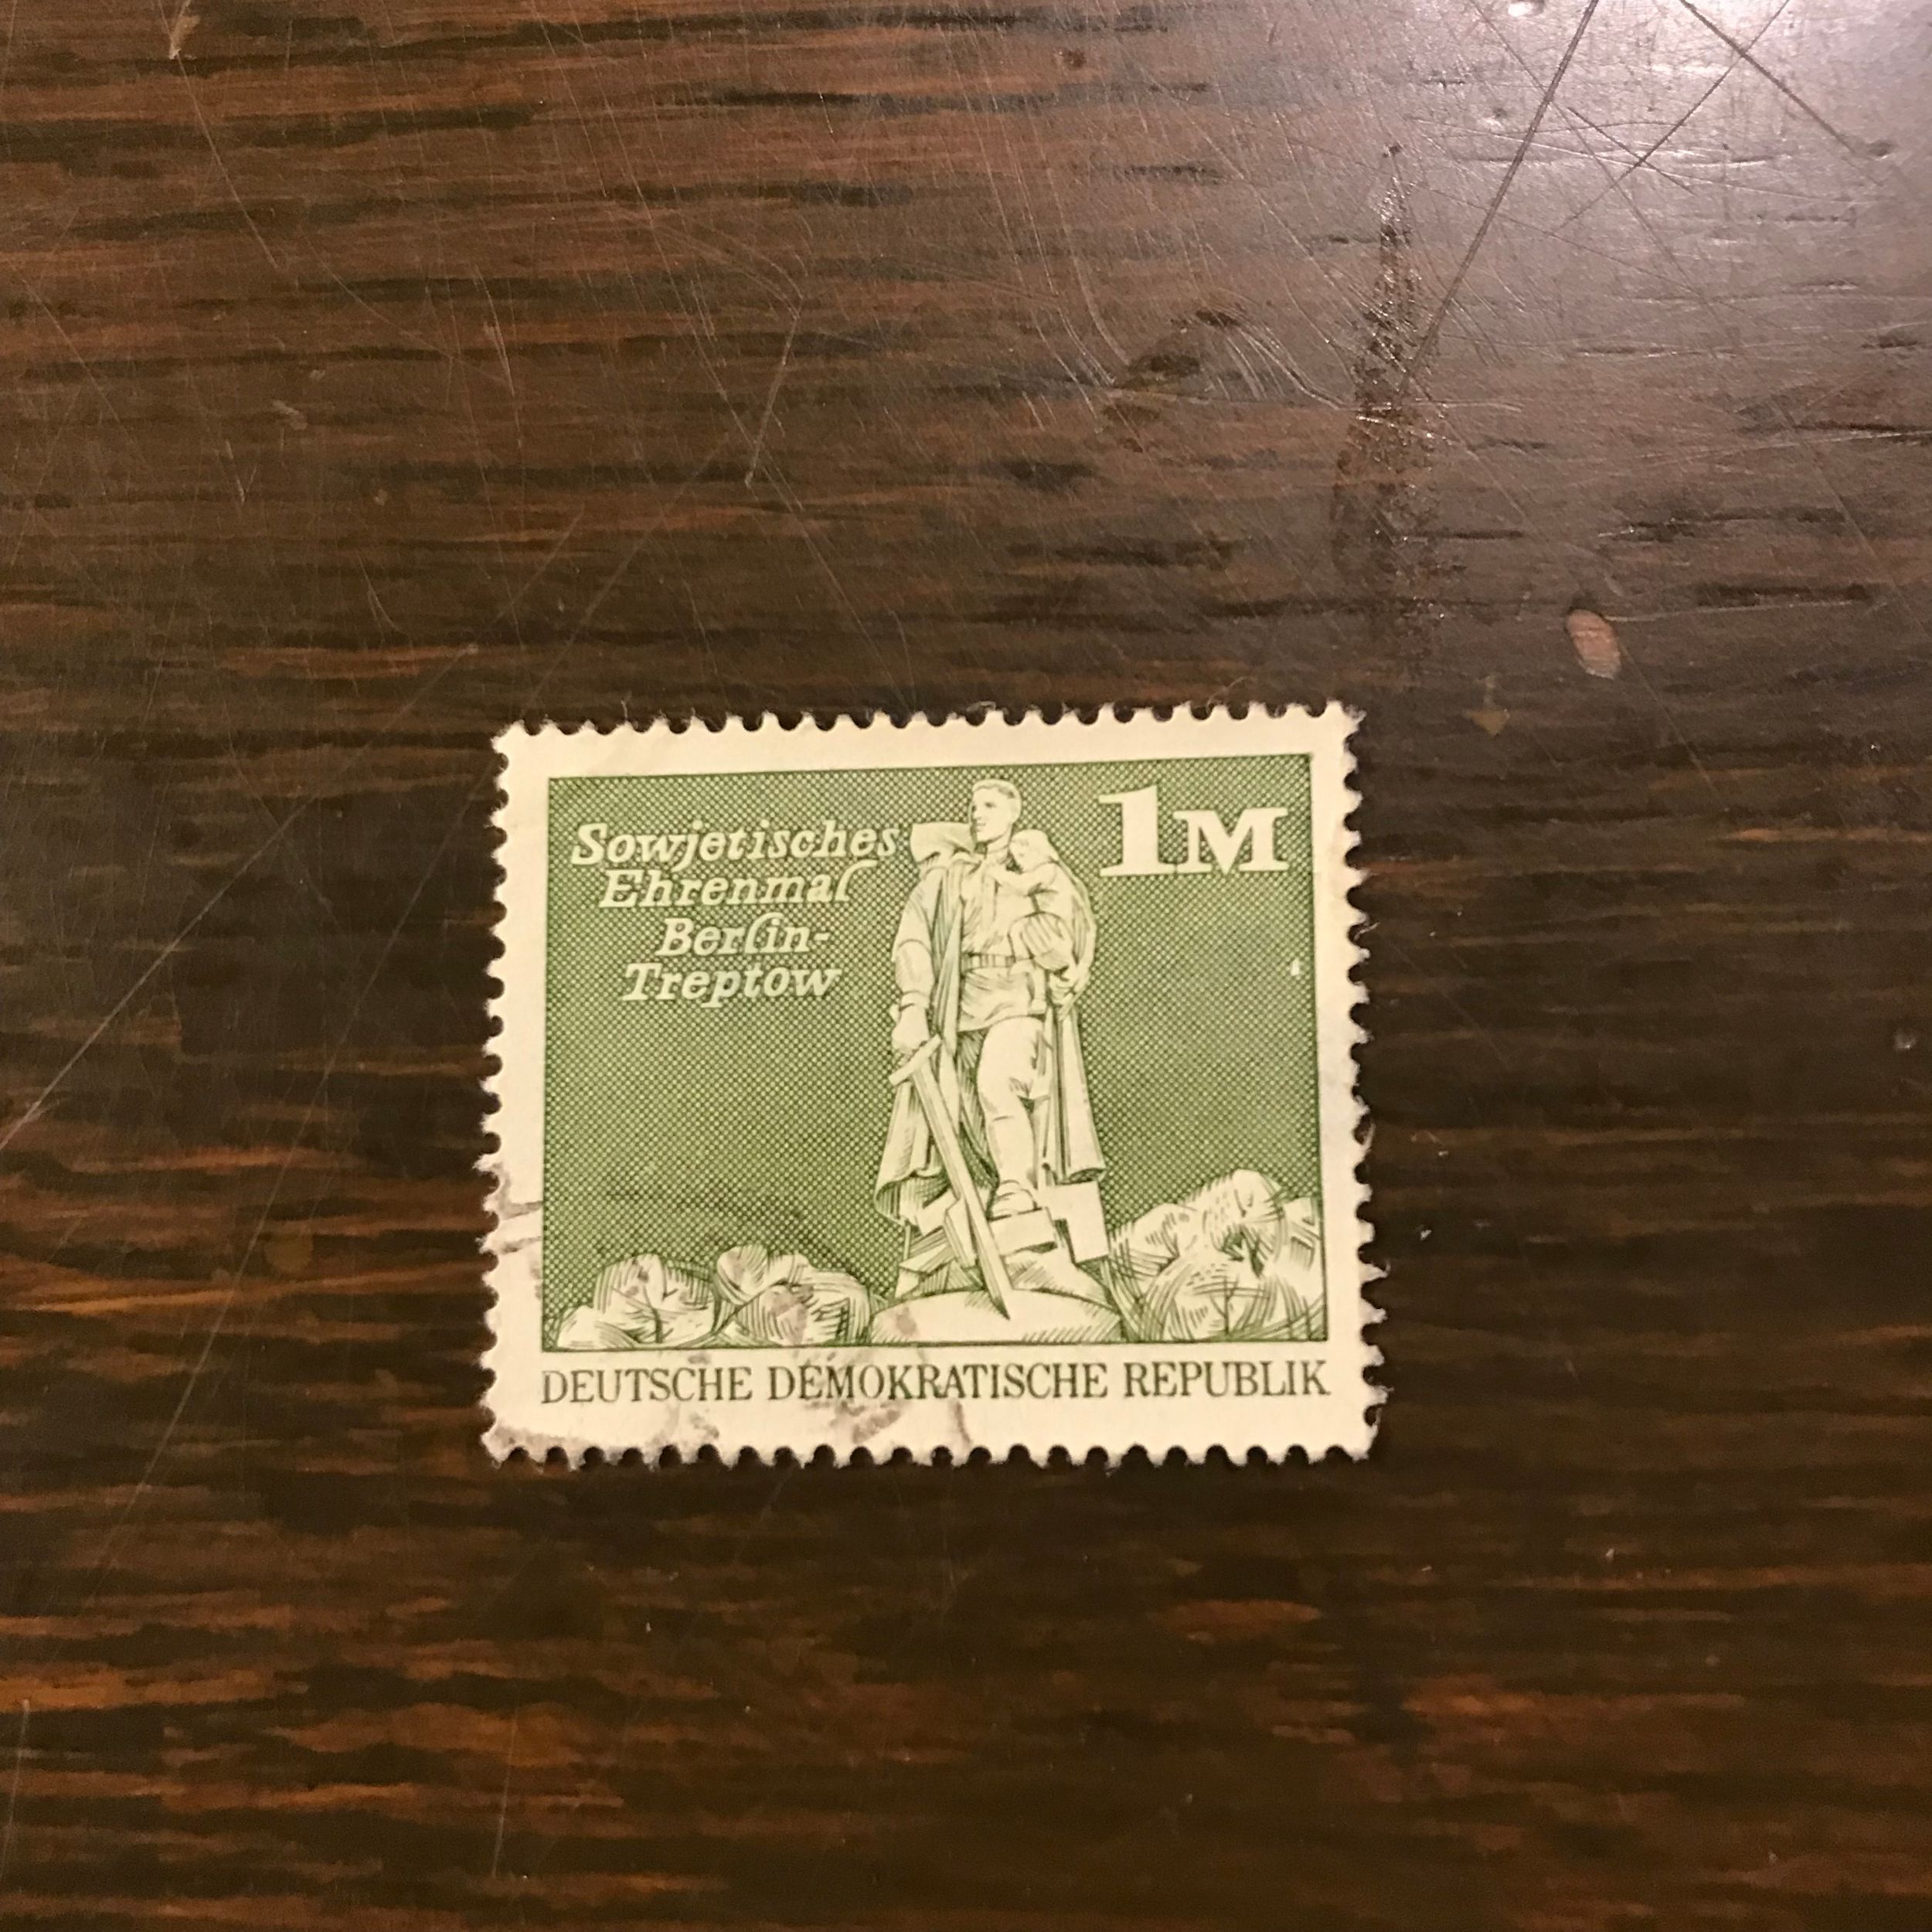 Sowjetisches
Ehrenmal
Berlin-
Treptow
1M
DEUTSCHE DEMOKRATISCHE REPUBLIK